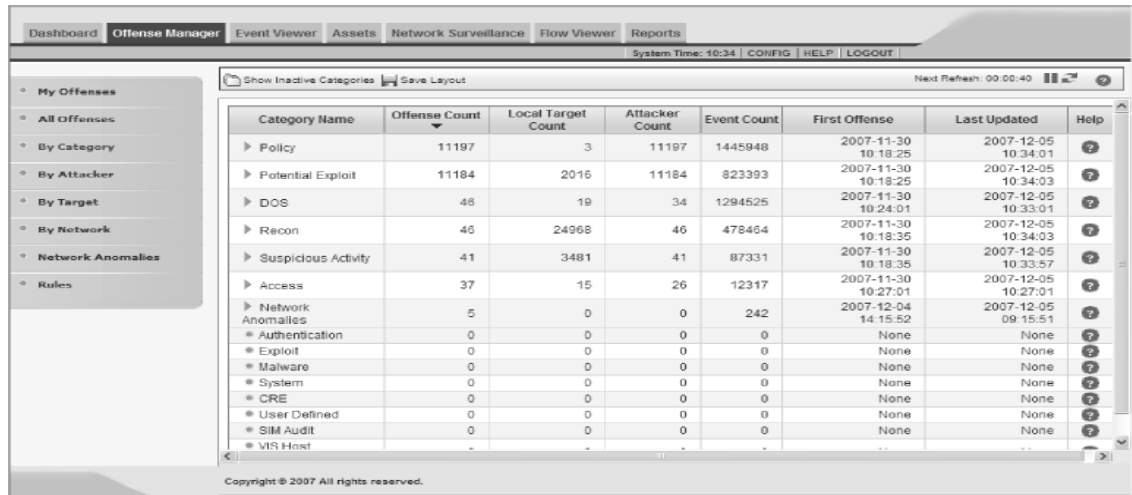 Dashboard Offense Manager Event Viewer Assets Network Surveillance Flow Viewer Reports
System Time: 10:34 | CONFIG | HELP | LOGOUT
My Offenses
All Offenses
By Category
By Attacker
By Target
By Network
Network Anomalies
Rules
Show Inactive Categories Save Layout Next Refresh: 00:00:40
Category Name Offense Count Local Target Count Attacker Count Event Count First Offense Last Updated Help
Policy 11197 3 11197 1445948 2007-11-30 10:18:25 2007-12-05 10:34:01
Potential Exploit 11184 2016 11184 823393 2007-11-30 10:18:25 2007-12-05 10:34:03
DOS 46 19 34 1294525 2007-11-30 10:24:01 2007-12-05 10:33:01
Recon 46 24968 46 478464 2007-11-30 10:18:35 2007-12-05 10:34:03
Suspicious Activity 41 3481 41 87331 2007-11-30 10:18:35 2007-12-05 10:33:57
Access 37 15 26 12317 2007-11-30 10:27:01 2007-12-05 10:27:01
Network Anomalies 5 0 0 242 2007-12-04 14:15:52 2007-12-05 09:15:51
Authentication 0 0 0 0 None None
Exploit 0 0 0 0 None None
Malware 0 0 0 0 None None
System 0 0 0 0 None None
CRE 0 0 0 0 None None
User Defined 0 0 0 0 None None
SIM Audit 0 0 0 0 None None
VIS Host
Copyright © 2007 All rights reserved.